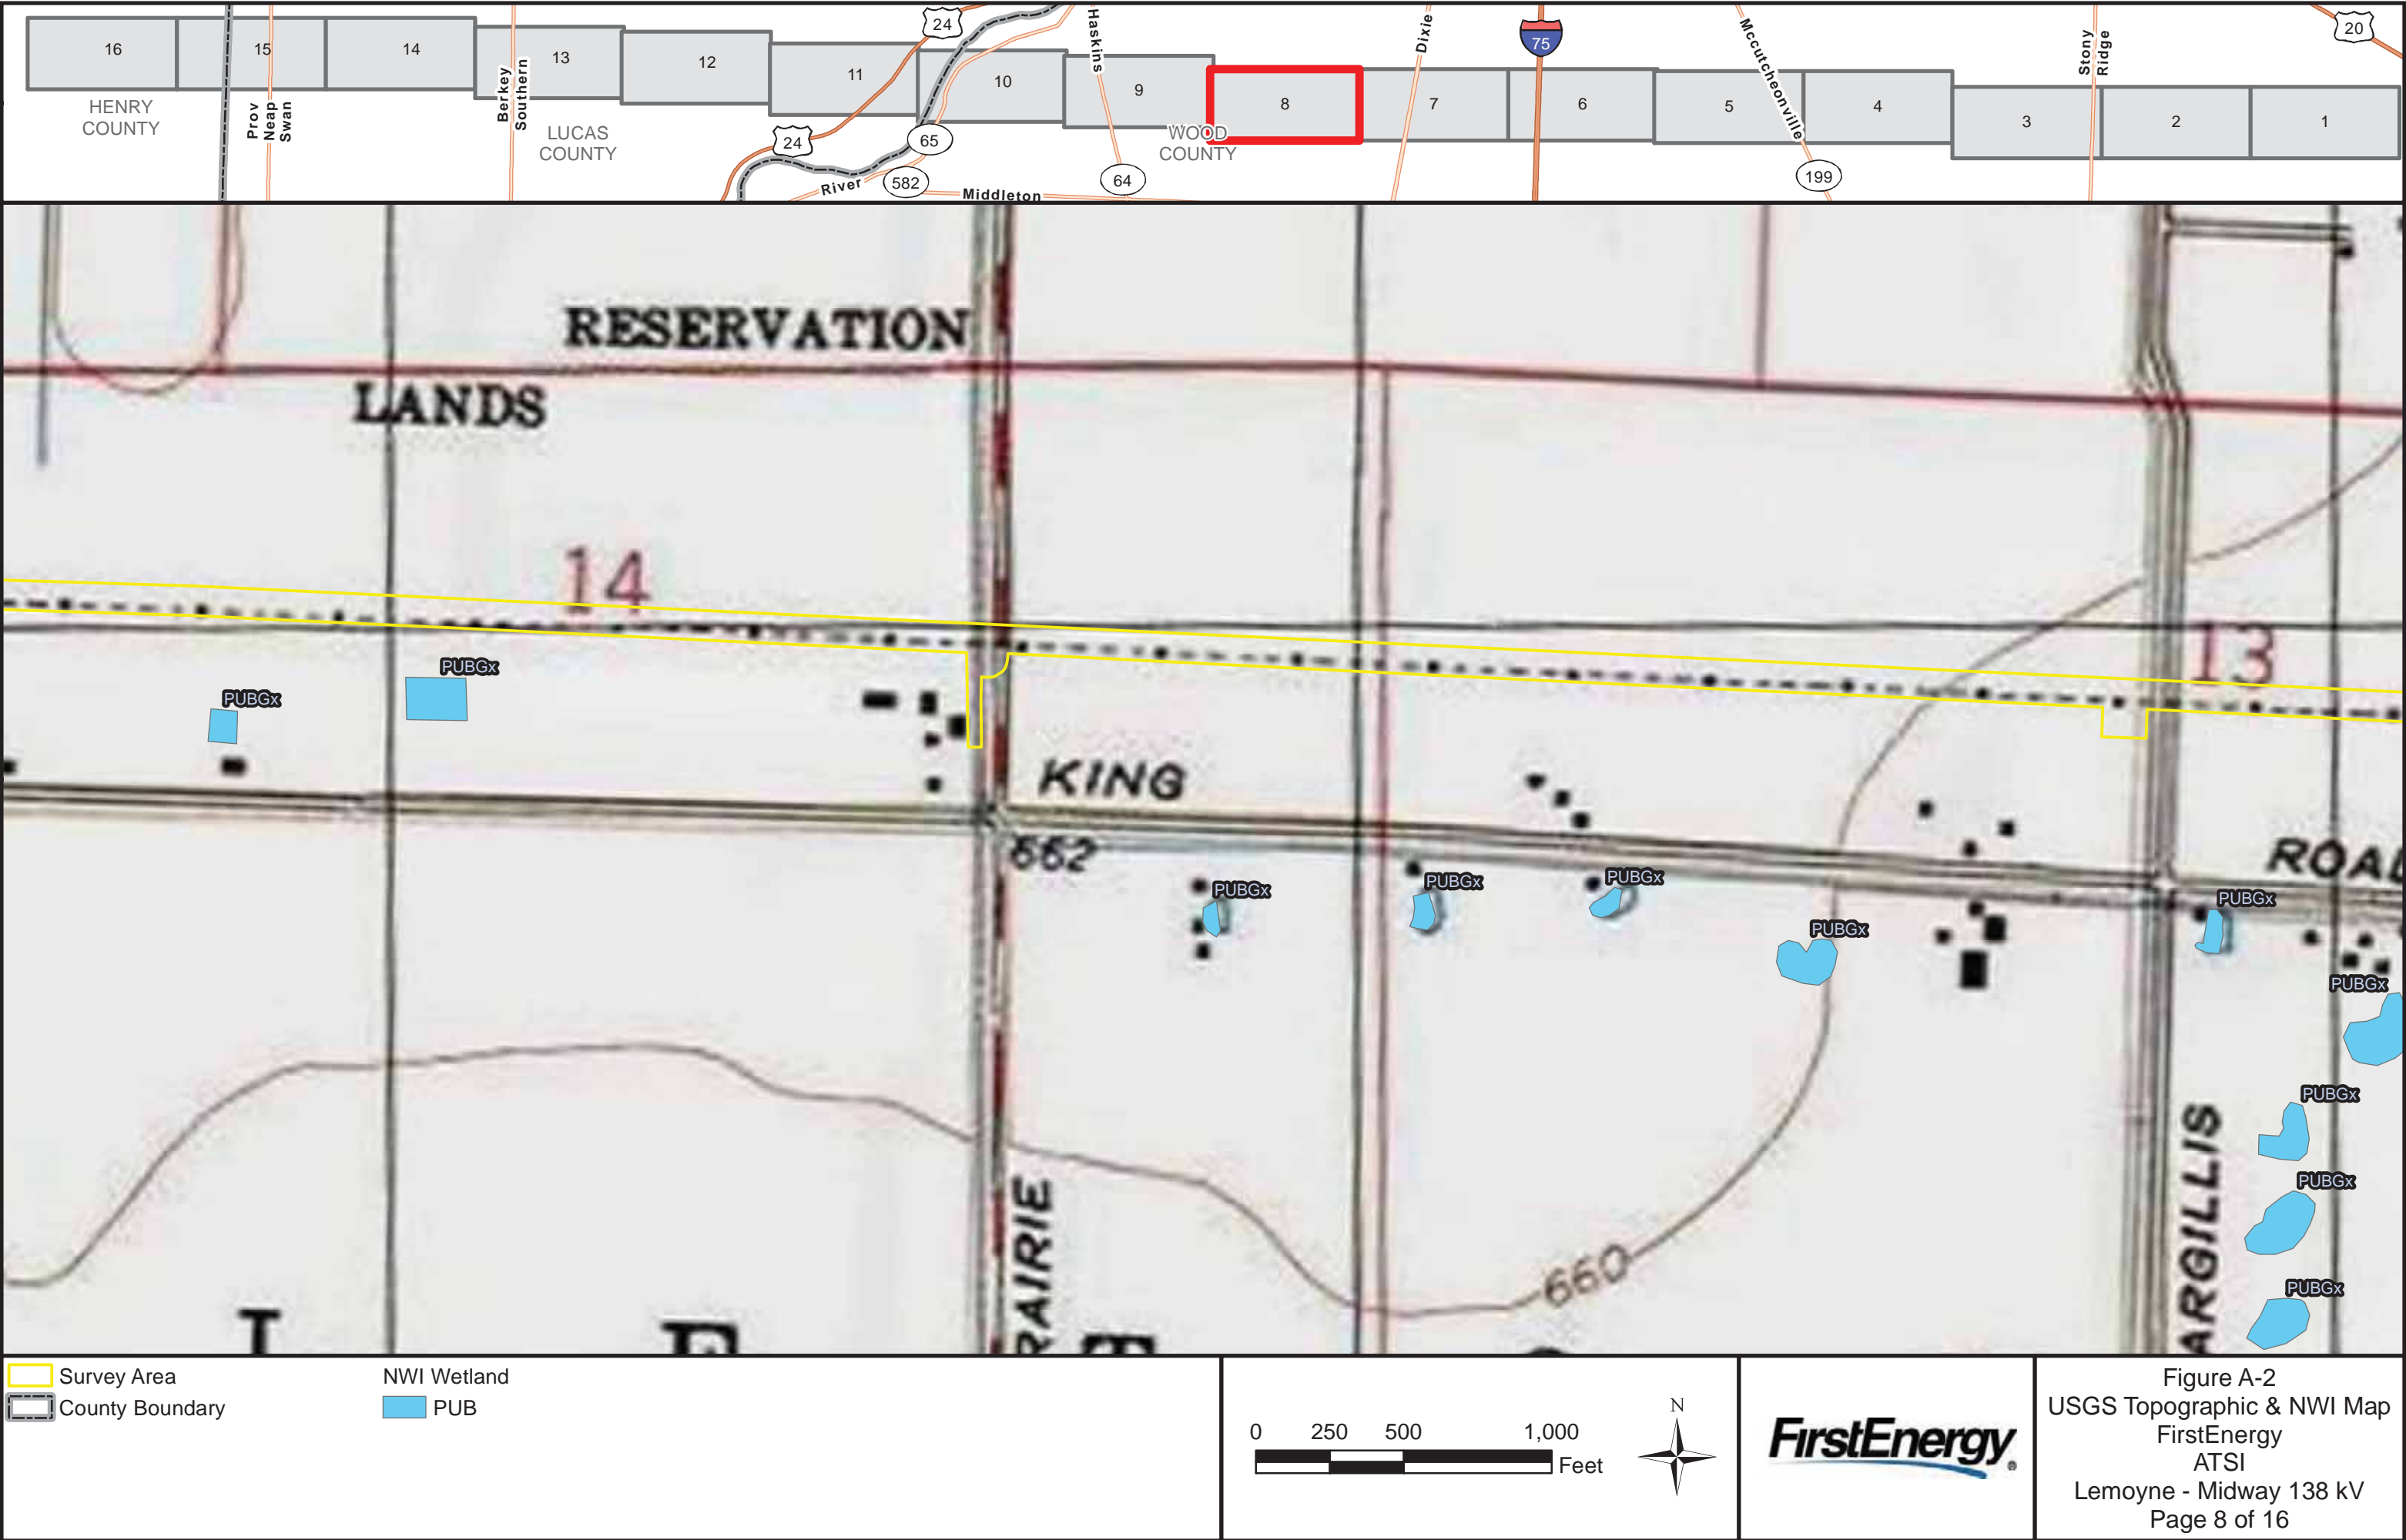 16
15
14
13
12
11
10
9
8
7
6
5
4
3
2
1
HENRY
COUNTY
Prov
Neap
Swan
Berkey
Southern
LUCAS
COUNTY
24
24
65
582
River
Middleton
Haskins
64
WOOD
COUNTY
Dixie
75
Mccutcheonville
199
Stony
Ridge
20
RESERVATION
LANDS
14
13
PUBGx
PUBGx
KING
662
ROAD
PUBGx
PUBGx
PUBGx
PUBGx
PUBGx
PUBGx
PUBGx
PUBGx
PUBGx
RAIRIE
ARGILLIS
660
Survey Area
County Boundary
NWI Wetland
PUB
0 250 500 1,000
Feet
N
FirstEnergy®
Figure A-2
USGS Topographic & NWI Map
FirstEnergy
ATSI
Lemoyne - Midway 138 kV
Page 8 of 16